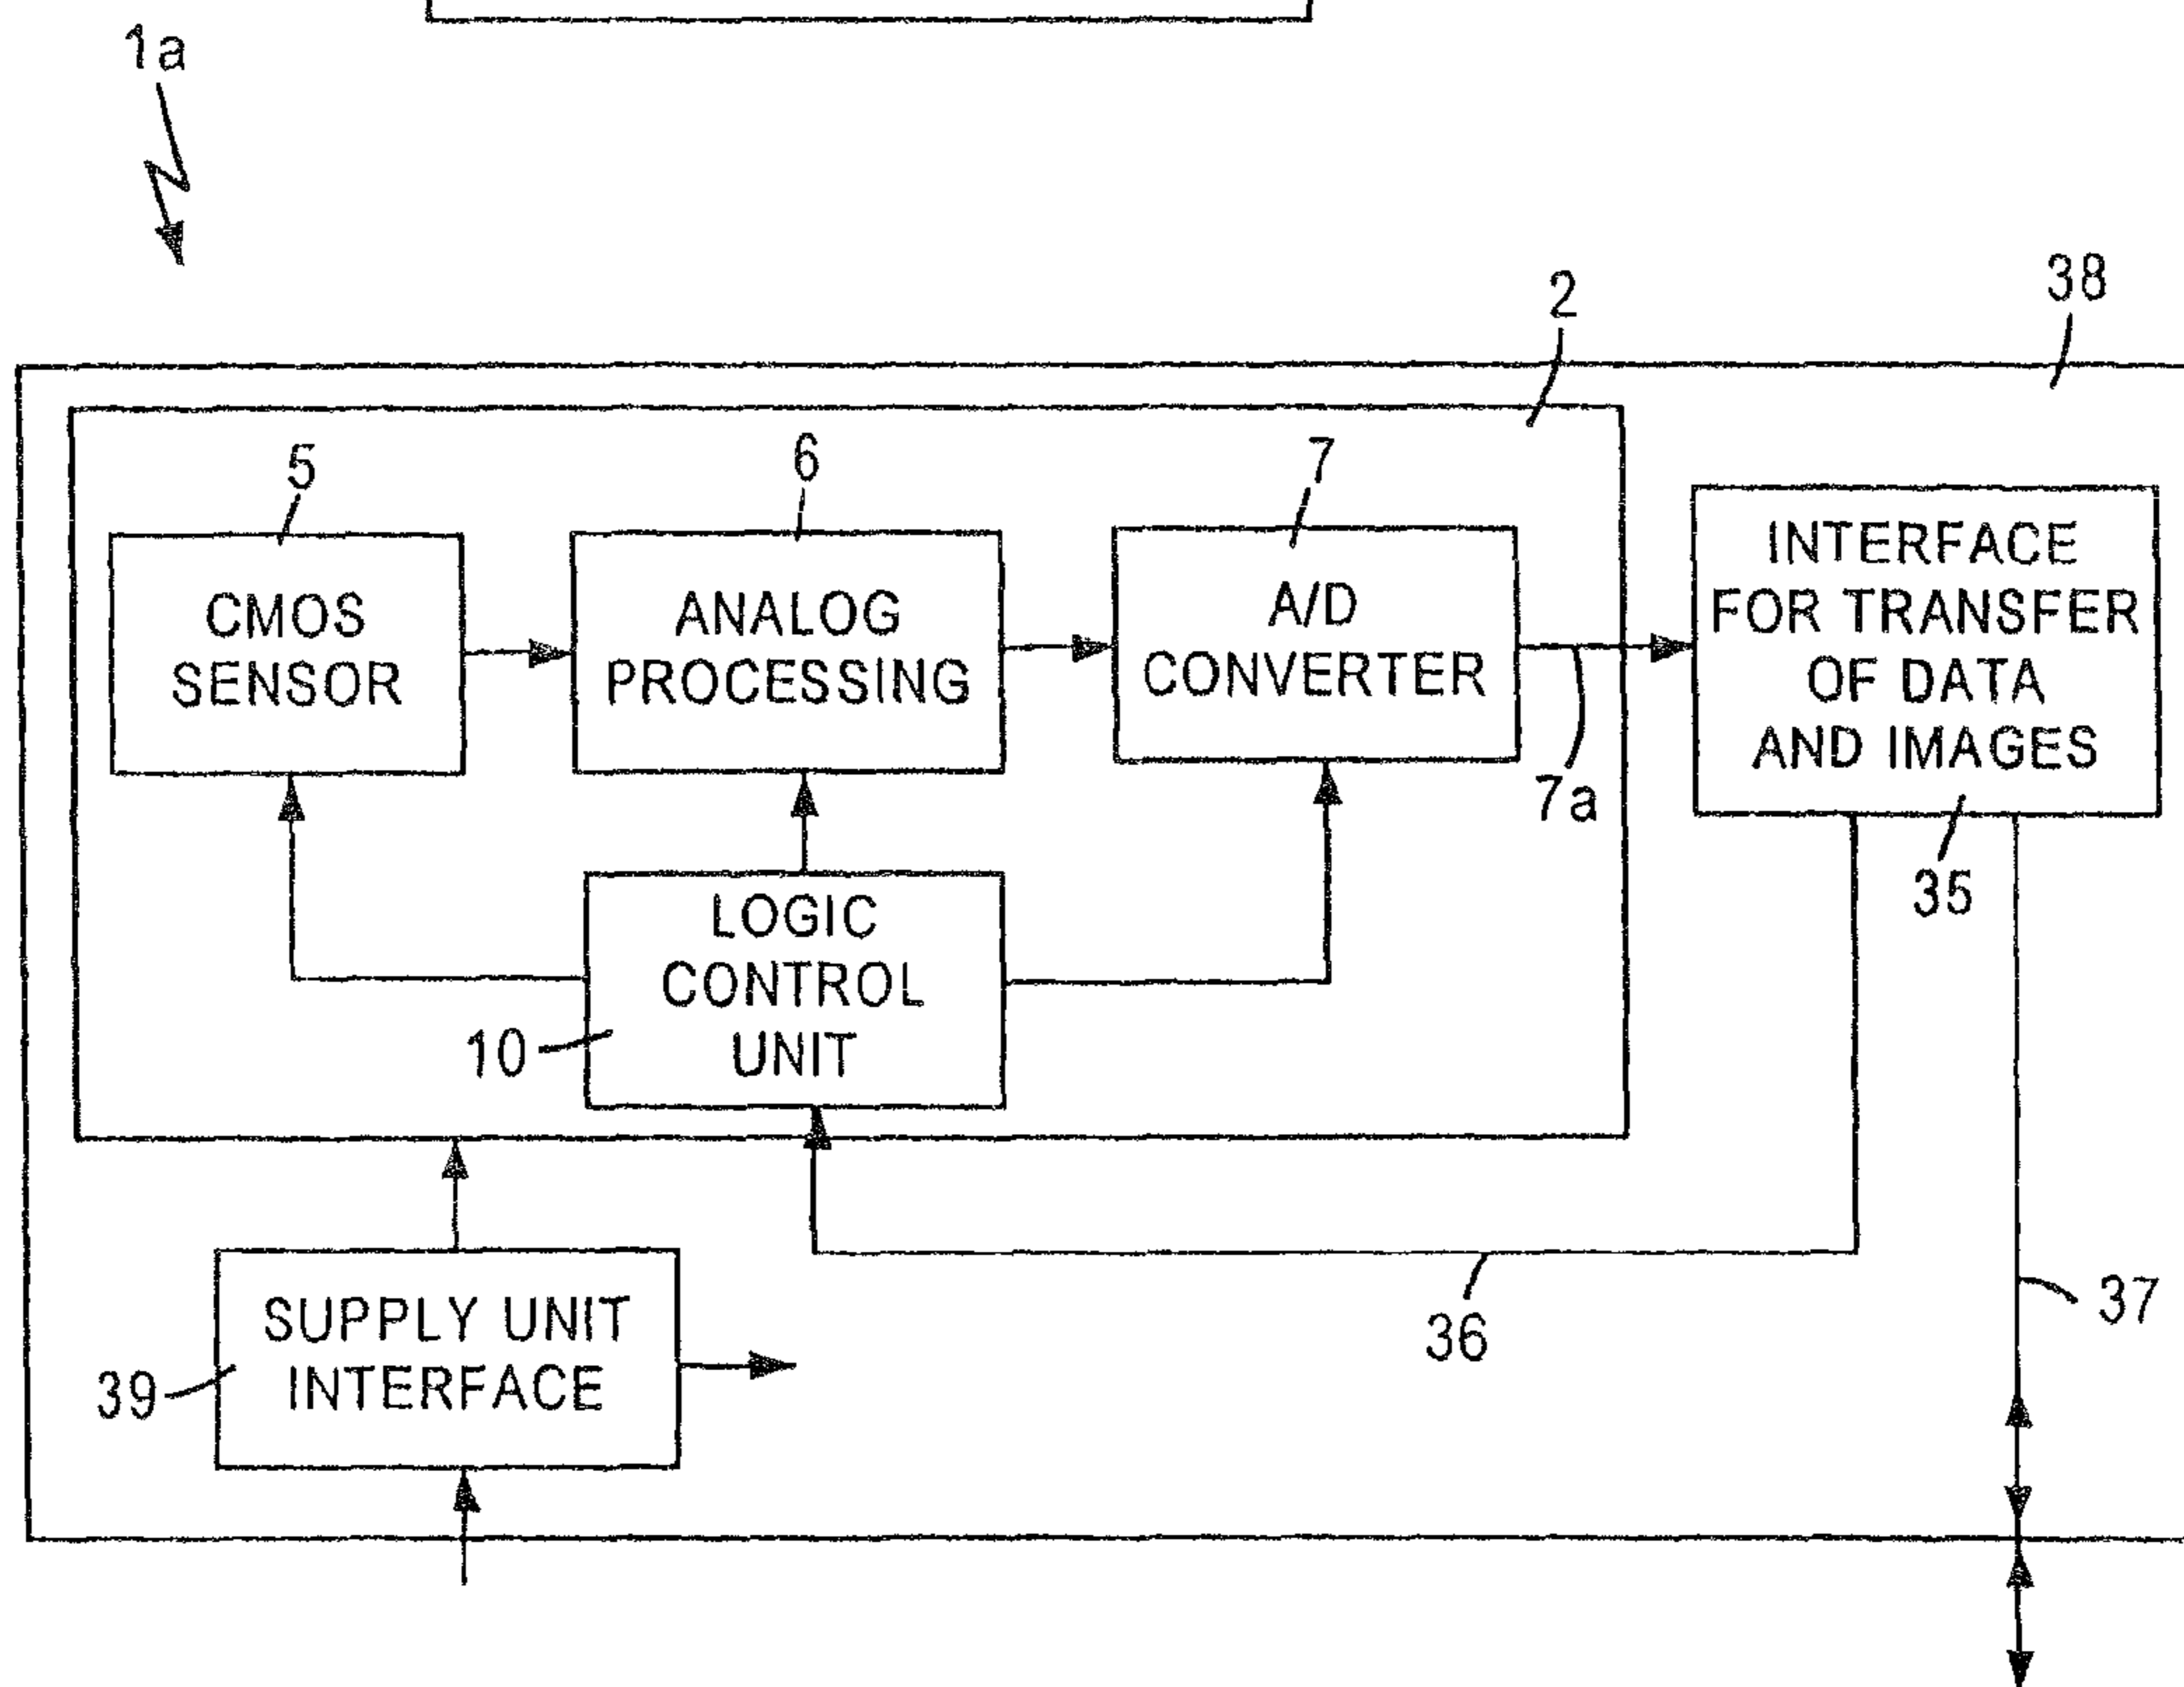 1a
38
2
5
6
7
CMOS
SENSOR
ANALOG
PROCESSING
A/D
CONVERTER
INTERFACE
FOR TRANSFER
OF DATA
AND IMAGES
7a
35
LOGIC
CONTROL
UNIT
10
36
37
SUPPLY UNIT
INTERFACE
39